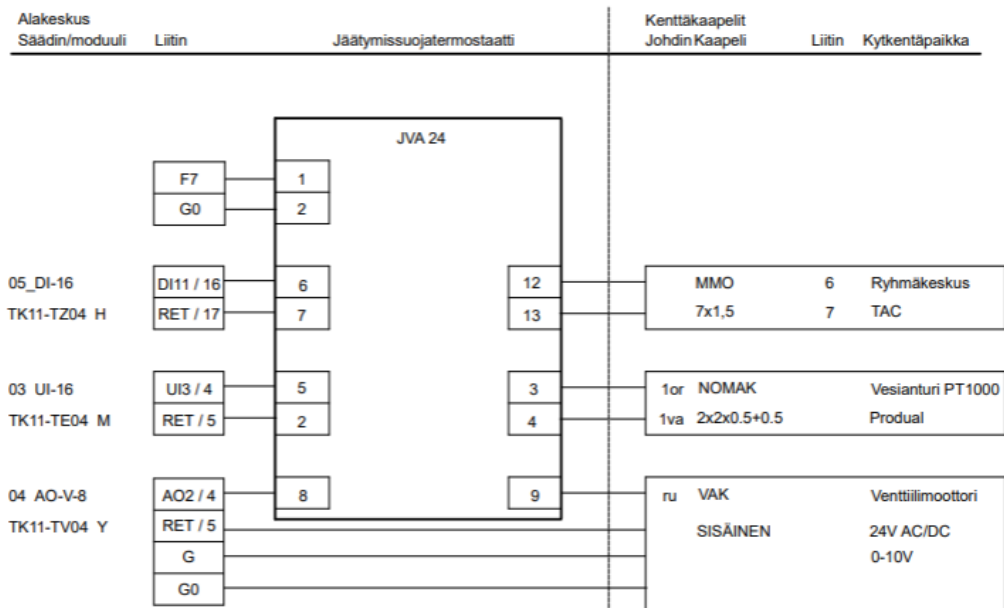 Alakeskus Kenttäkaapelit
Säädin/moduuli Liitin Jäätymissuojatermostaatti Johdin Kaapeli Liitin Kytkentäpaikka
JVA 24
F7 1
G0 2
05_DI-16 DI11 / 16 6 12 MMO 6 Ryhmäkeskus
TK11-TZ04 H RET / 17 7 13 7x1,5 7 TAC
03 UI-16 UI3 / 4 5 3 1or NOMAK Vesianturi PT1000
TK11-TE04 M RET / 5 2 4 1va 2x2x0.5+0.5 Produal
04 AO-V-8 AO2 / 4 8 9 ru VAK Venttiilimoottori
TK11-TV04 Y RET / 5 SISÄINEN 24V AC/DC
G 0-10V
G0